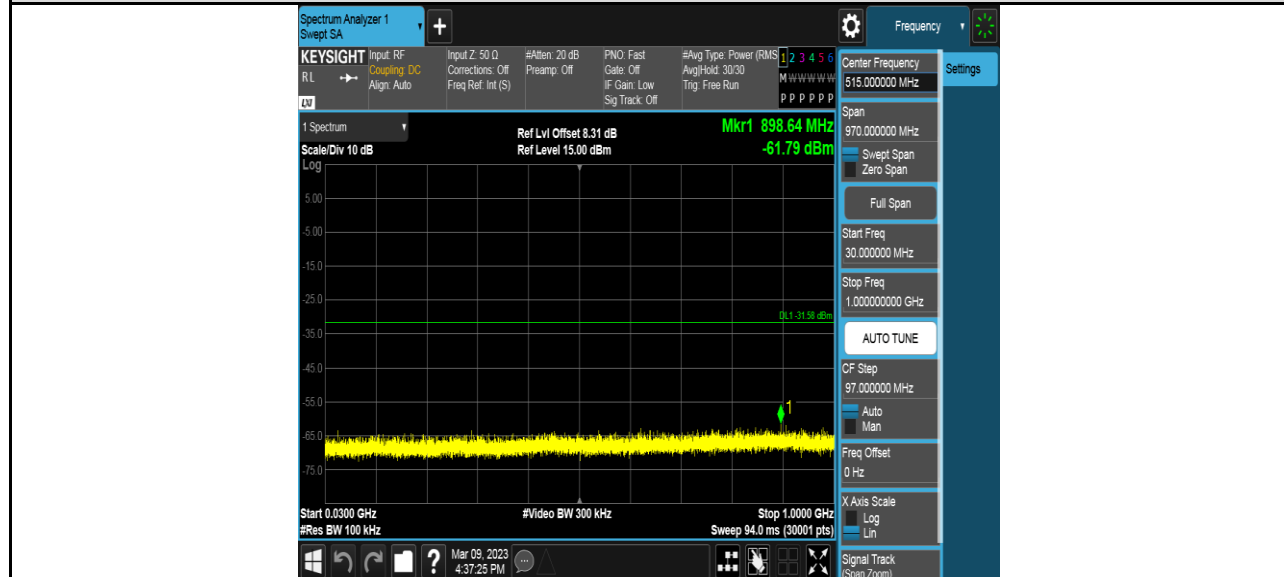 Spectrum Analyzer 1
Swept SA
+
Frequency
KEYSIGHT
RL
LXI
Input: RF
Coupling: DC
Align: Auto
Input Z: 50 Ω
Corrections: Off
Freq Ref: Int (S)
#Atten: 20 dB
Preamp: Off
PNO: Fast
Gate: Off
IF Gain: Low
Sig Track: Off
#Avg Type: Power (RMS
Avg|Hold: 30/30
Trig: Free Run
1 2 3 4 5 6
M W W W W W
P P P P P P
Center Frequency
515.000000 MHz
Settings
1 Spectrum
Scale/Div 10 dB
Log
Ref Lvl Offset 8.31 dB
Ref Level 15.00 dBm
Mkr1 898.64 MHz
-61.79 dBm
Span
970.000000 MHz
Swept Span
Zero Span
Full Span
Start Freq
30.000000 MHz
Stop Freq
1.000000000 GHz
AUTO TUNE
CF Step
97.000000 MHz
Auto
Man
Freq Offset
0 Hz
X Axis Scale
Log
Lin
Signal Track
(Span Zoom)
5.00
-5.00
-15.0
-25.0
DL1 -31.58 dBm
-35.0
-45.0
-55.0
1
-65.0
-75.0
Start 0.0300 GHz
#Res BW 100 kHz
#Video BW 300 kHz
Stop 1.0000 GHz
Sweep 94.0 ms (30001 pts)
?
Mar 09, 2023
4:37:25 PM